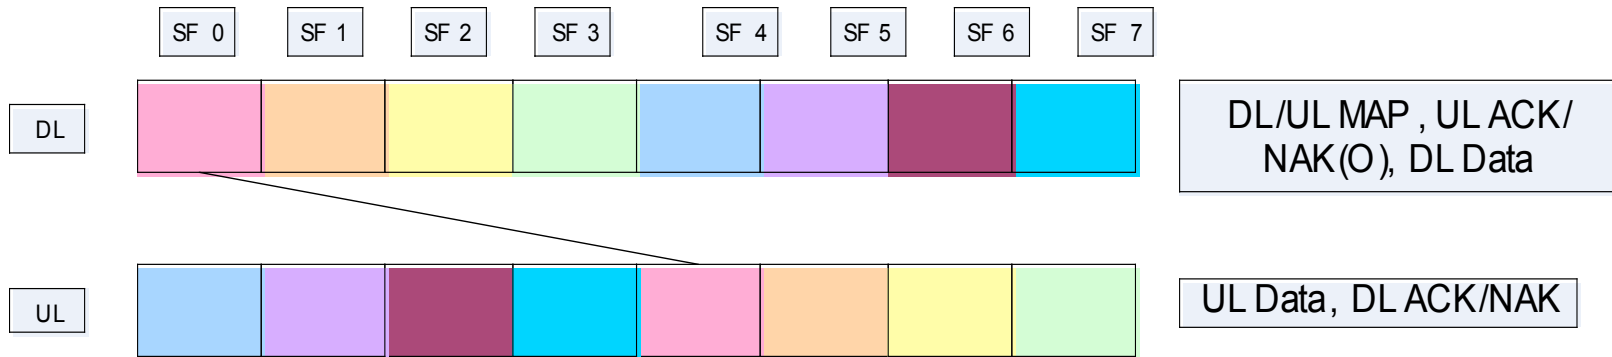 SF 0 SF 1 SF 2 SF 3 SF 4 SF 5 SF 6 SF 7
DL
DL/UL MAP , UL ACK/
NAK(O), DL Data
UL
UL Data, DL ACK/NAK